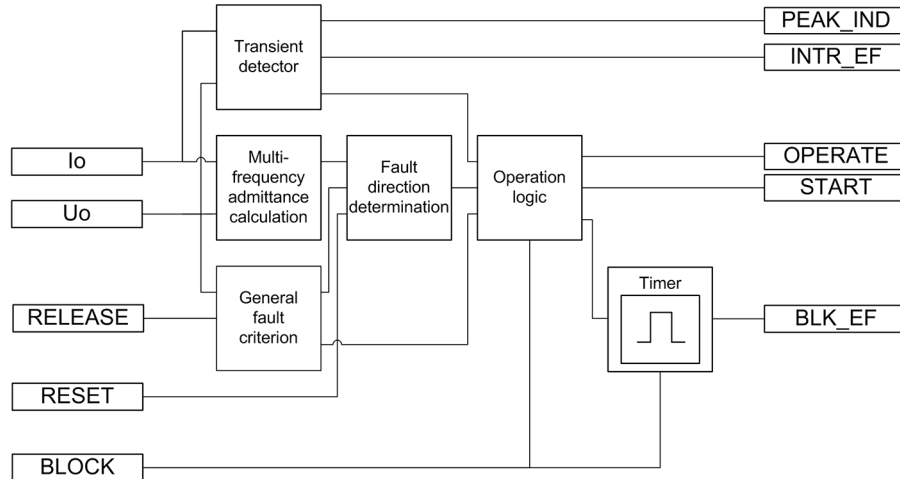 PEAK_IND
Transient
detector
INTR_EF
Io
Multi-
frequency
admittance
calculation
Fault
direction
determination
Operation
logic
OPERATE
START
Uo
Timer
General
fault
criterion
RELEASE
BLK_EF
RESET
BLOCK